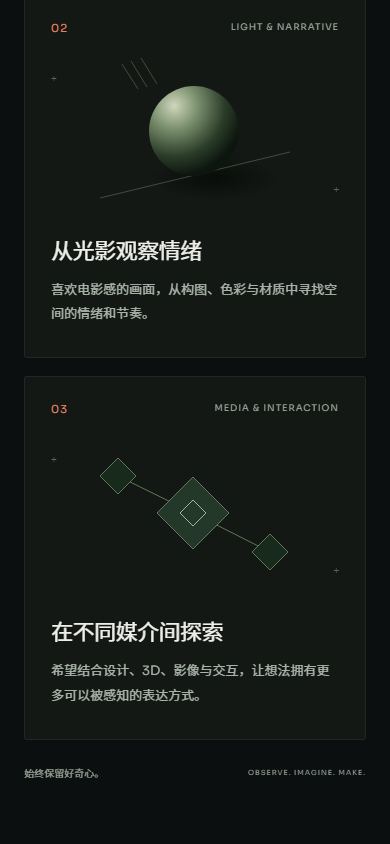 02
LIGHT & NARRATIVE
从光影观察情绪
喜欢电影感的画面，从构图、色彩与材质中寻找空
间的情绪和节奏。
03
MEDIA & INTERACTION
在不同媒介间探索
希望结合设计、3D、影像与交互，让想法拥有更
多可以被感知的表达方式。
始终保留好奇心。
OBSERVE. IMAGINE. MAKE.